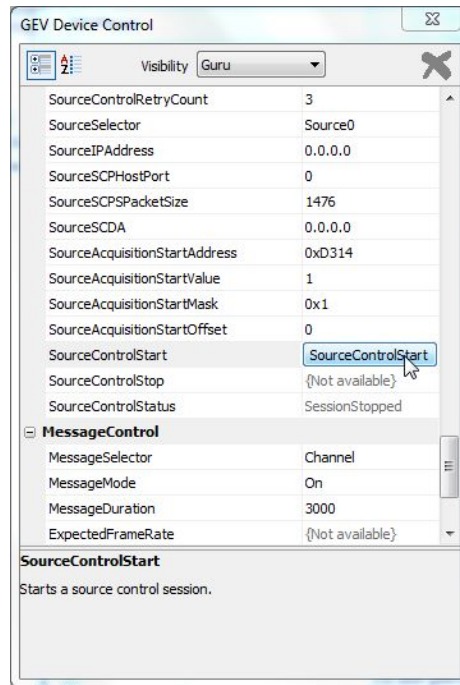 GEV Device Control
A Z Visibility Guru
SourceControlRetryCount 3
SourceSelector Source0
SourceIPAddress 0.0.0.0
SourceSCPHostPort 0
SourceSCPSPacketSize 1476
SourceSCDA 0.0.0.0
SourceAcquisitionStartAddress 0xD314
SourceAcquisitionStartValue 1
SourceAcquisitionStartMask 0x1
SourceAcquisitionStartOffset 0
SourceControlStart SourceControlStart
SourceControlStop {Not available}
SourceControlStatus SessionStopped
MessageControl
MessageSelector Channel
MessageMode On
MessageDuration 3000
ExpectedFrameRate {Not available}
SourceControlStart
Starts a source control session.